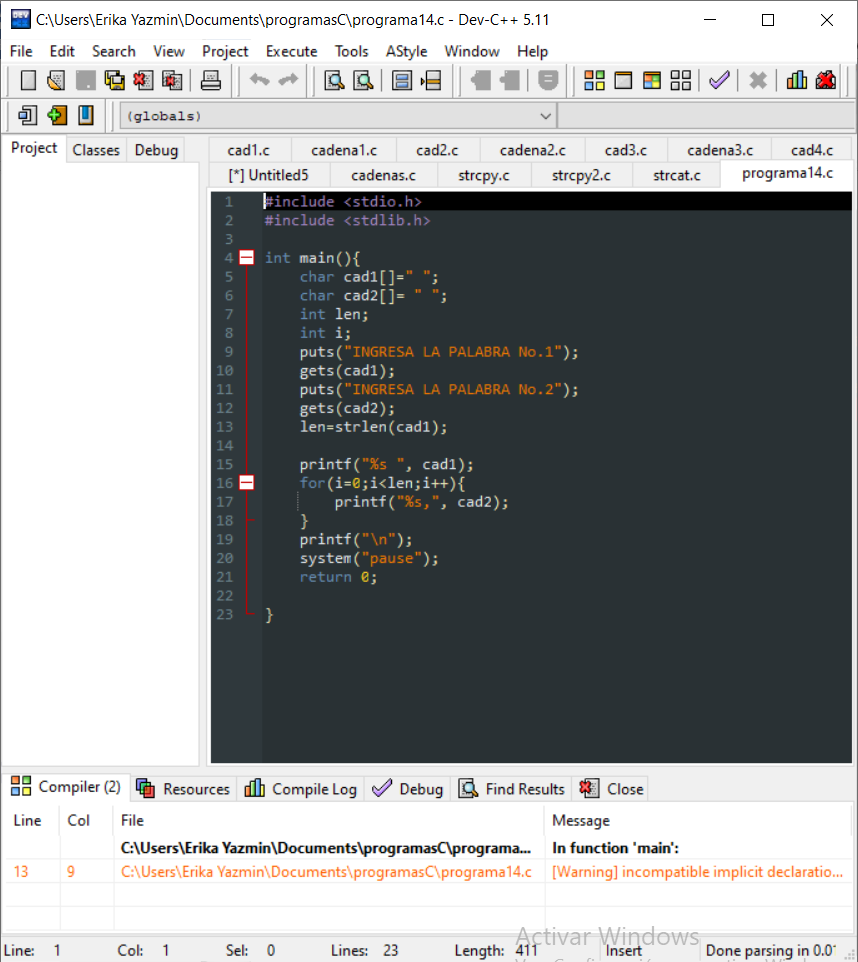 C:\Users\Erika Yazmin\Documents\programasC\programa14.c - Dev-C++ 5.11
File Edit Search View Project Execute Tools AStyle Window Help
(globals)
Project Classes Debug
cad1.c cadena1.c cad2.c cadena2.c cad3.c cadena3.c cad4.c
[*] Untitled5 cadenas.c strcpy.c strcpy2.c strcat.c programa14.c
1 #include <stdio.h>
2 #include <stdlib.h>
3
4 int main(){
5 char cad1[]=" ";
6 char cad2[]= " ";
7 int len;
8 int i;
9 puts("INGRESA LA PALABRA No.1");
10 gets(cad1);
11 puts("INGRESA LA PALABRA No.2");
12 gets(cad2);
13 len=strlen(cad1);
14
15 printf("%s ", cad1);
16 for(i=0;i<len;i++){
17 printf("%s,", cad2);
18 }
19 printf("\n");
20 system("pause");
21 return 0;
22
23 }
Compiler (2) Resources Compile Log Debug Find Results Close
Line Col File Message
C:\Users\Erika Yazmin\Documents\programasC\programa... In function 'main':
13 9 C:\Users\Erika Yazmin\Documents\programasC\programa14.c [Warning] incompatible implicit declaratio...
Activar Windows
Line: 1 Col: 1 Sel: 0 Lines: 23 Length: 411 Insert Done parsing in 0.0